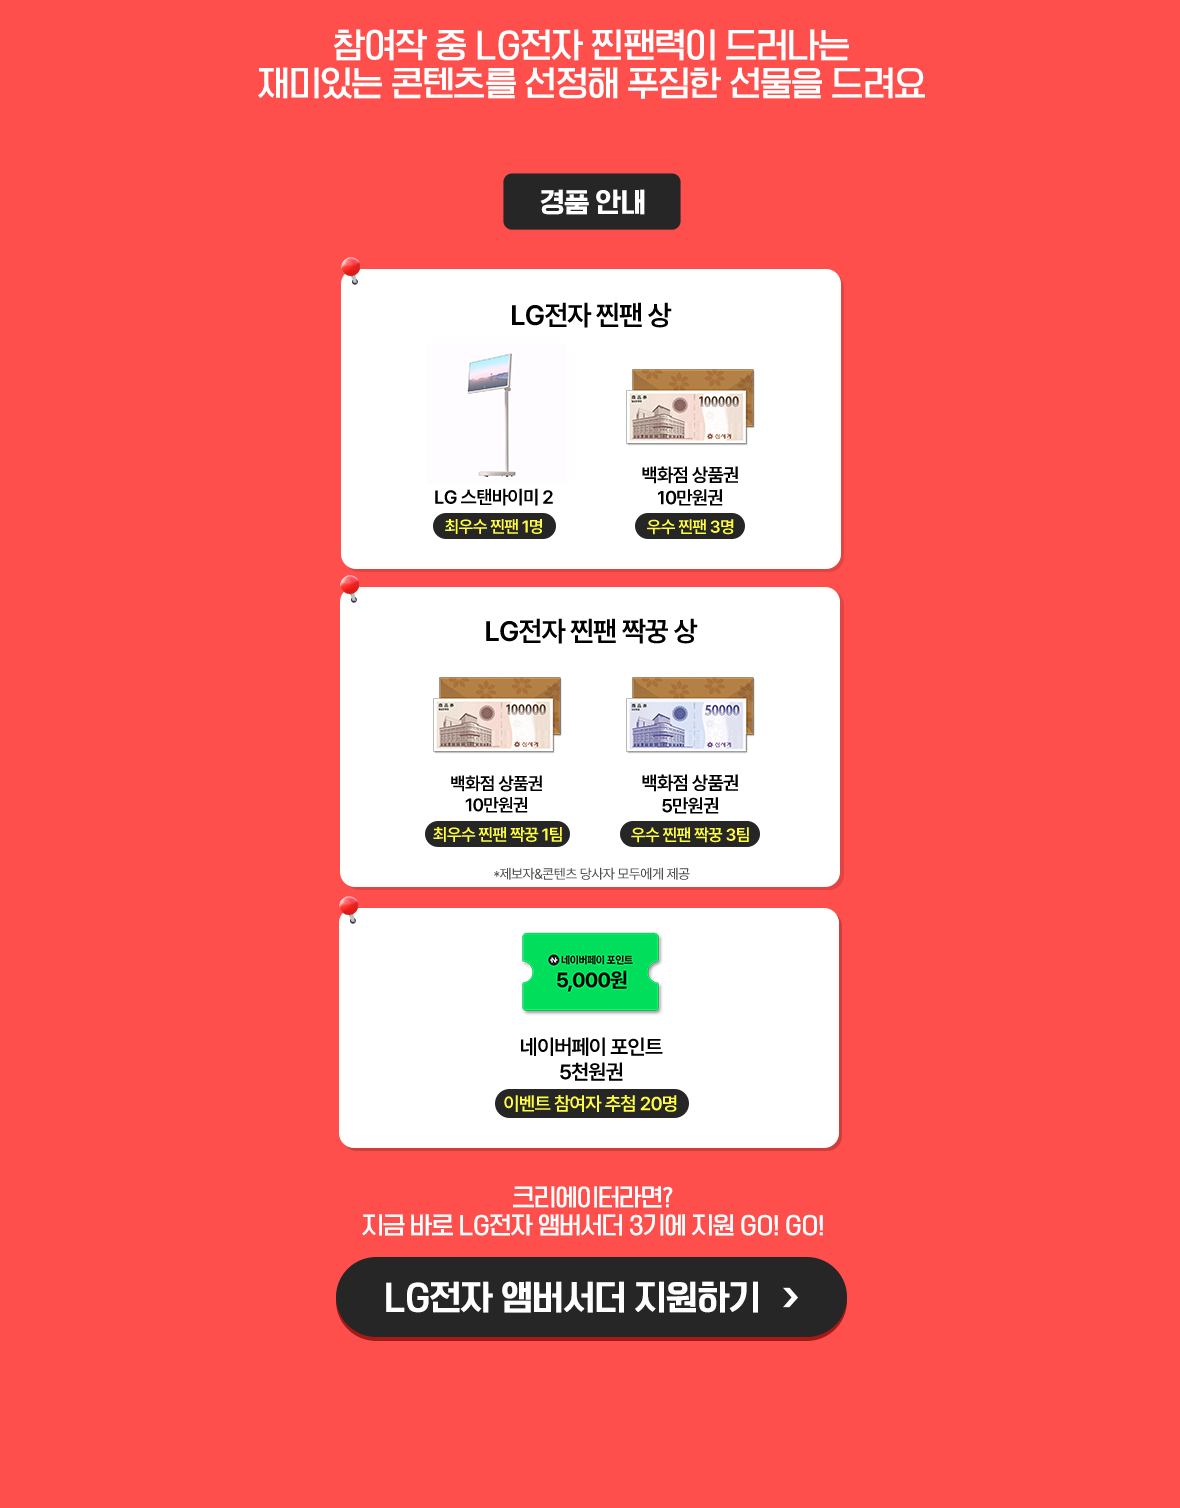 참여작 중 LG전자 찐팬력이 드러나는
재미있는 콘텐츠를 선정해 푸짐한 선물을 드려요
경품 안내
LG전자 찐팬 상
100000
신세계
LG 스탠바이미 2
최우수 찐팬 1명
백화점 상품권
10만원권
우수 찐팬 3명
LG전자 찐팬 짝꿍 상
100000
신세계
50000
신세계
백화점 상품권
10만원권
최우수 찐팬 짝꿍 1팀
백화점 상품권
5만원권
우수 찐팬 짝꿍 3팀
*제보자&콘텐츠 당사자 모두에게 제공
네이버페이 포인트
5,000원
네이버페이 포인트
5천원권
이벤트 참여자 추첨 20명
크리에이터라면?
지금 바로 LG전자 앰버서더 3기에 지원 GO! GO!
LG전자 앰버서더 지원하기 >